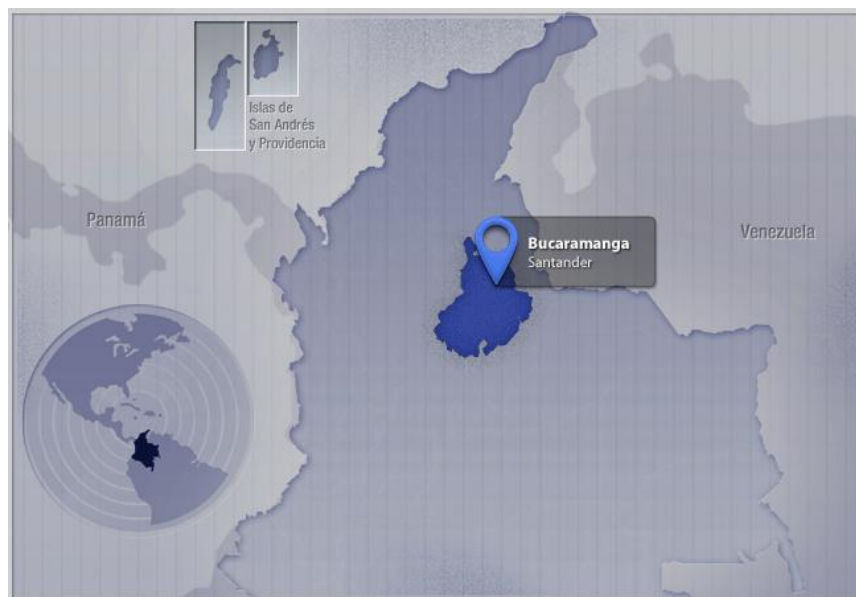 Islas de
San Andrés
y Providencia
Panamá
Bucaramanga
Santander
Venezuela